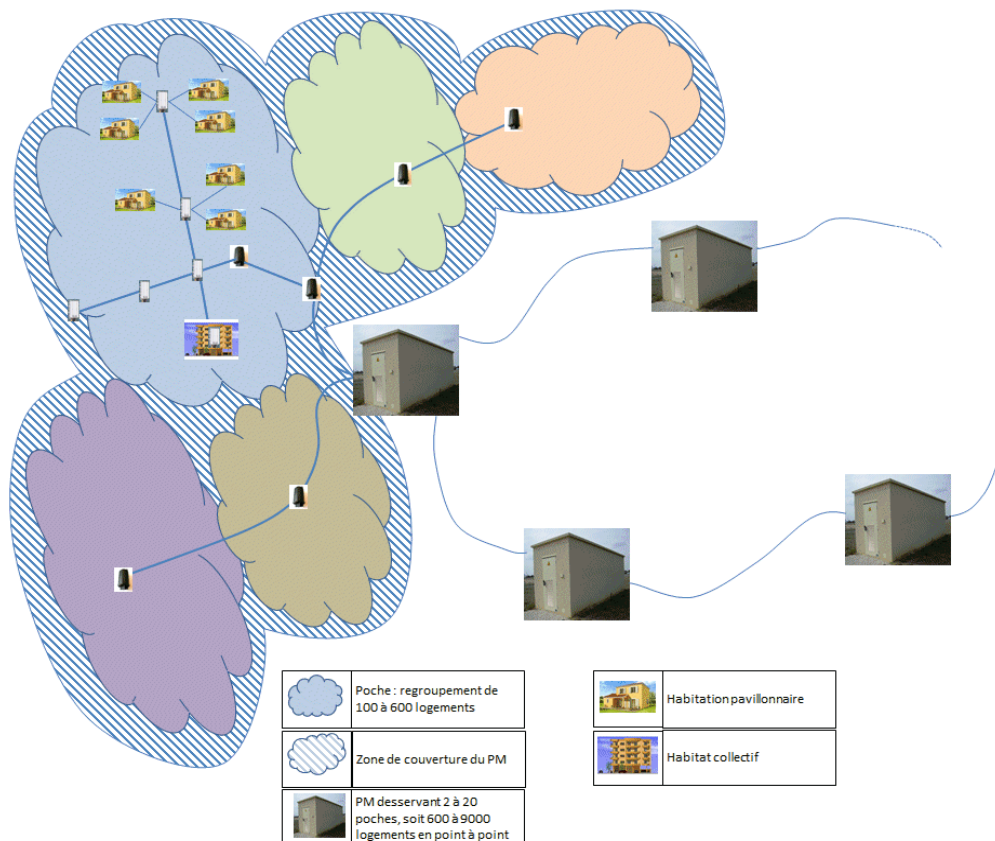 Poche : regroupement de
100 à 600 logements
Habitation pavillonnaire
Zone de couverture du PM
Habitat collectif
PM desservant 2 à 20
poches, soit 600 à 9000
logements en point à point